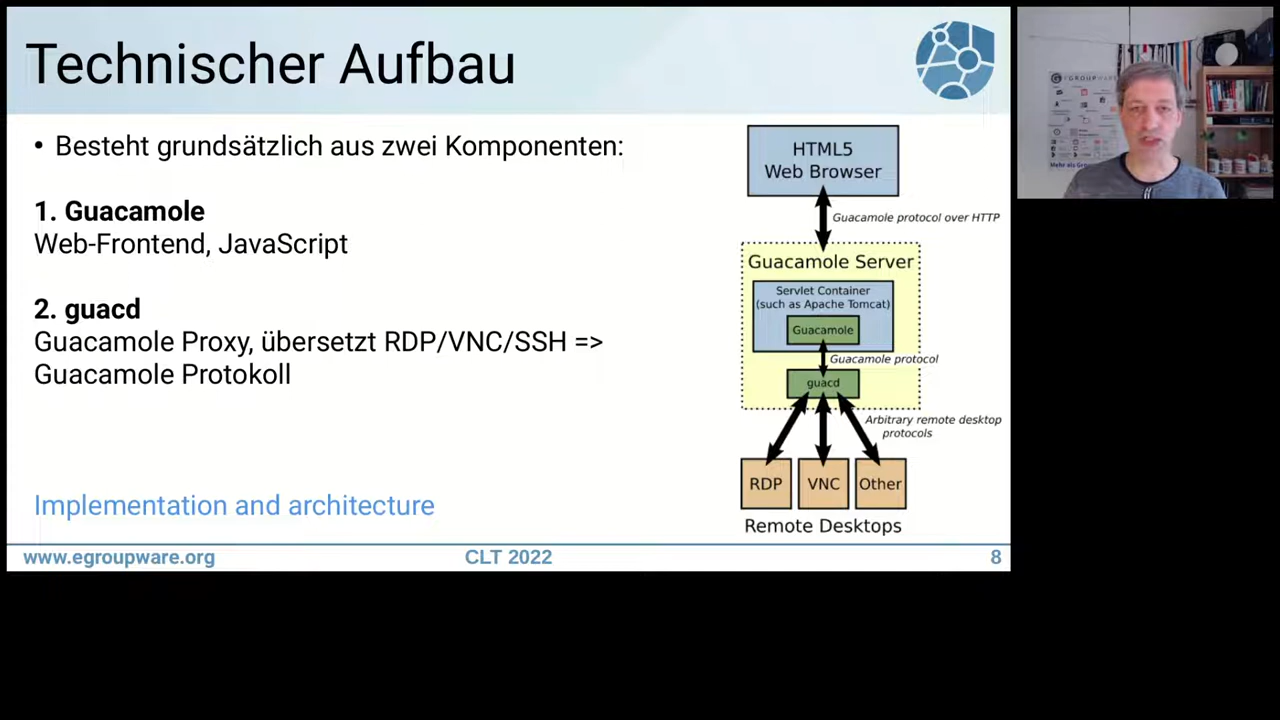 Technischer Aufbau
• Besteht grundsätzlich aus zwei Komponenten:
1. Guacamole
Web-Frontend, JavaScript
2. guacd
Guacamole Proxy, übersetzt RDP/VNC/SSH =>
Guacamole Protokoll
Implementation and architecture
HTML5
Web Browser
Guacamole protocol over HTTP
Guacamole Server
Servlet Container
(such as Apache Tomcat)
Guacamole
Guacamole protocol
guacd
Arbitrary remote desktop
protocols
RDP VNC Other
Remote Desktops
www.egroupware.org CLT 2022 8
EGROUPWARE